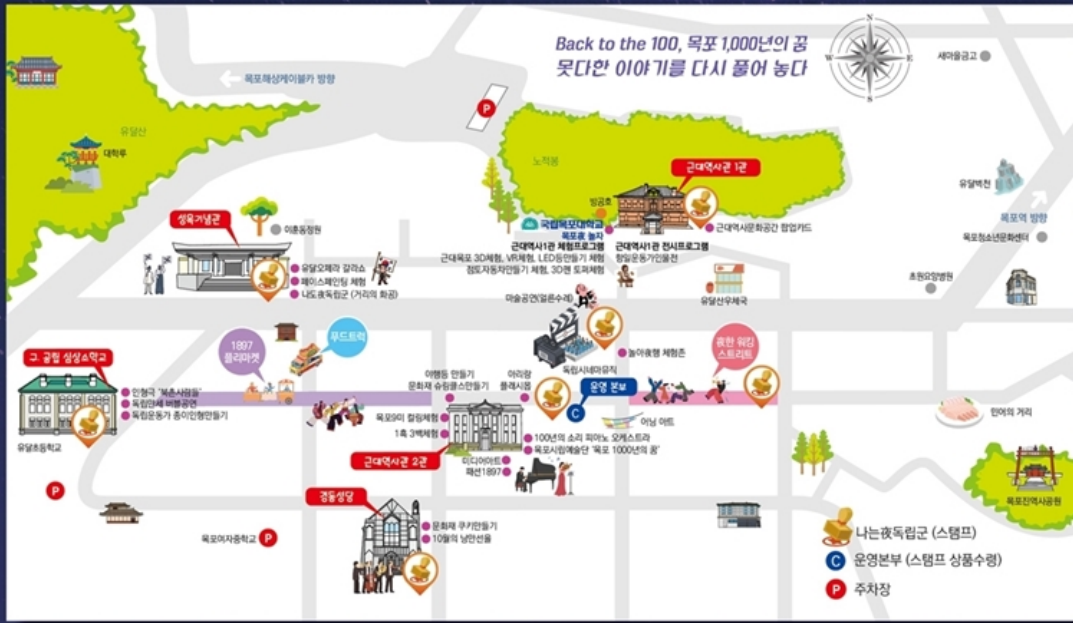 Back to the 100, 목포 1,000년의 꿈
못다한 이야기를 다시 풀어 놓다
N
W
E
S
새마을금고
목포해상케이블카 방향
P
유달산
대학루
노적봉
근대역사관 1관
방공호
유달벽천
목포역 방향
목포청소년문화센터
성옥기념관
이훈동정원
국립목포대학교
목포夜 놀자
근대역사1관 체험프로그램
근대목포 3D체험, VR체험, LED등만들기 체험
점토자동차만들기 체험, 3D펜 토퍼체험
근대역사1관 전시프로그램
항일운동가인물전
근대역사문화공간 팝업카드
유달오페라 갈라쇼
페이스페인팅 체험
나도夜독립군 (거리의 화공)
초원요양병원
유달산우체국
마술공연(얼른수레)
1897
플리마켓
푸드트럭
놀아夜행 체험존
독립시네마뮤직
夜한 워킹
스트리트
구. 공립 심상소학교
인형극 '북촌사람들'
독립만세 버블공연
독립운동가 종이인형만들기
유달초등학교
야행등 만들기
문화재 슈링클스만들기
아리랑
플래시몹
운영 본부
C
어닝 아트
민어의 거리
목포9미 컬링체험
1흑 3백체험
근대역사관 2관
100년의 소리 피아노 오케스트라
목포시립예술단 '목포 1000년의 꿈'
미디어아트
패션1897
목포진역사공원
P
경동성당
문화재 쿠키만들기
10월의 낭만선율
목포여자중학교
P
나는夜독립군 (스탬프)
C
운영본부 (스탬프 상품수령)
P
주차장